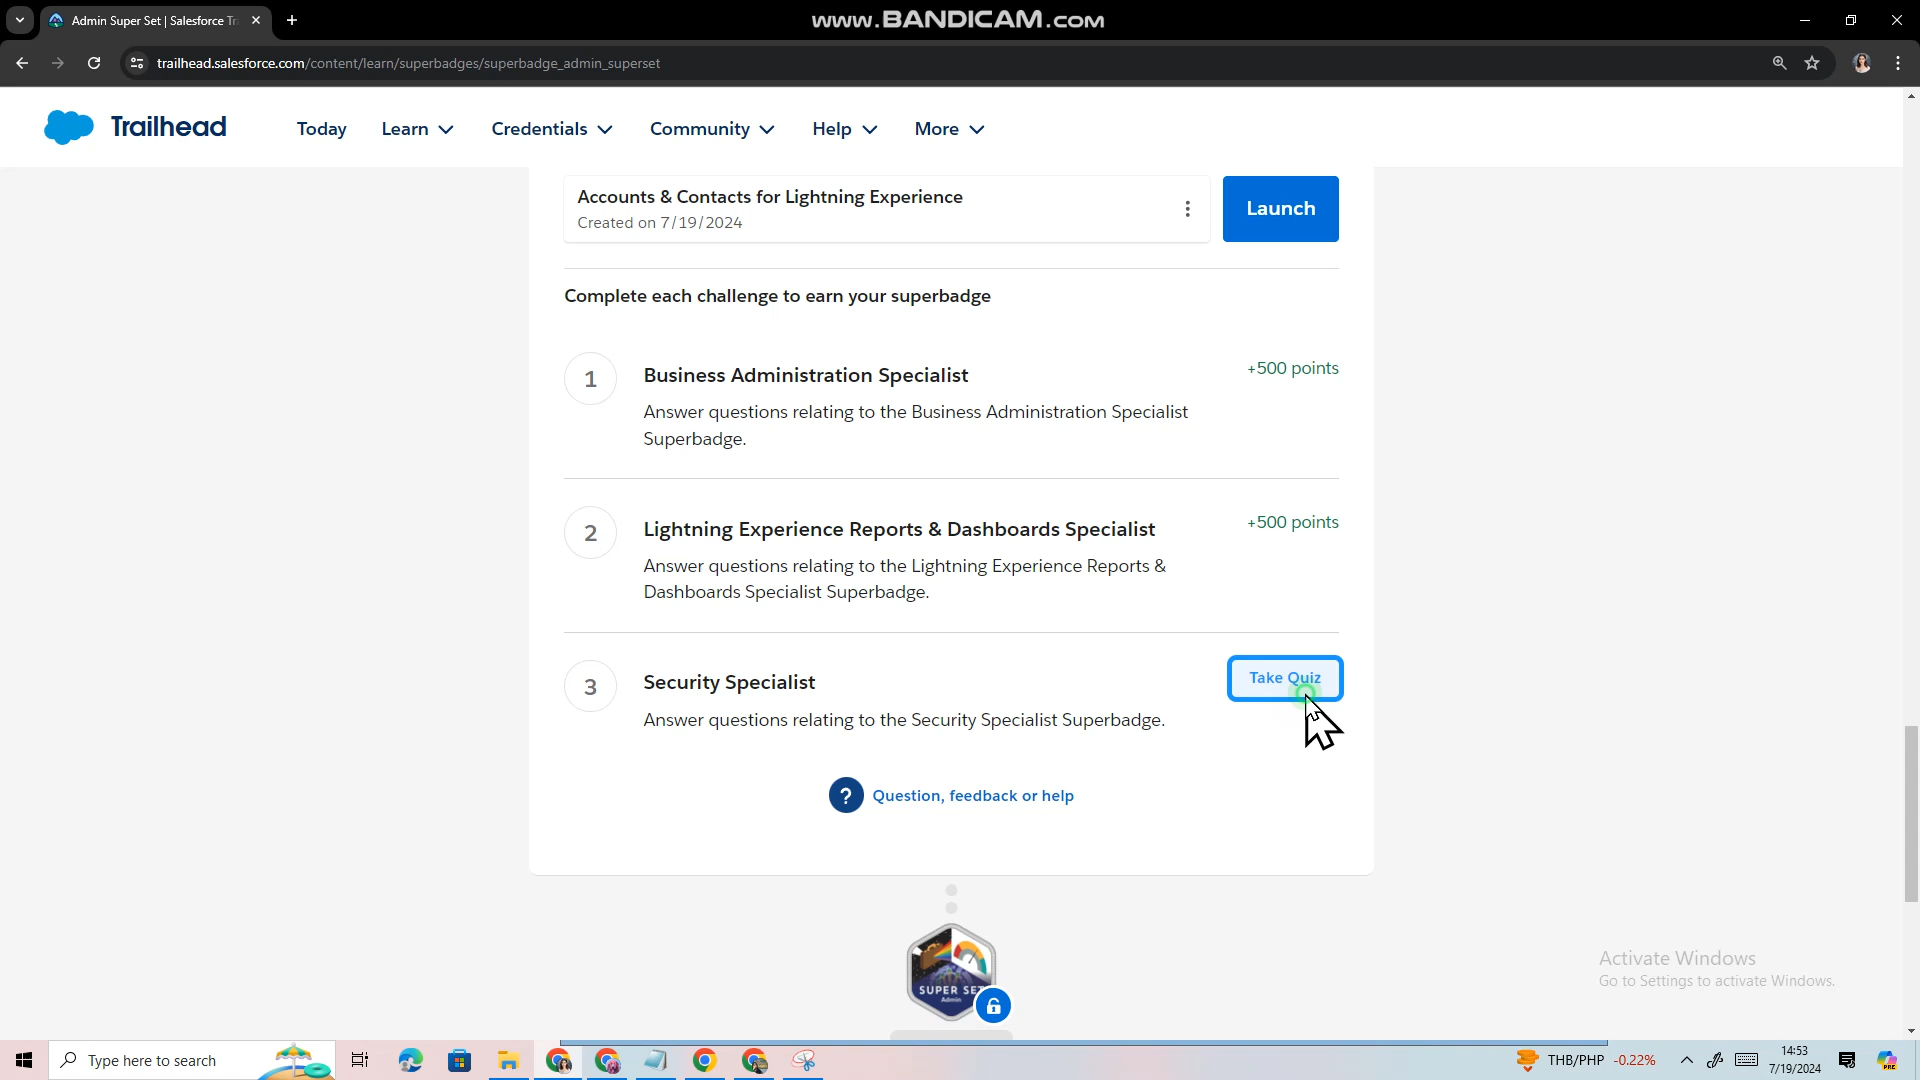 Admin Super Set | Salesforce Tr
www.BANDICAM.com
trailhead.salesforce.com/content/learn/superbadges/superbadge_admin_superset
Trailhead
Today
Learn
Credentials
Community
Help
More
Accounts & Contacts for Lightning Experience
Created on 7/19/2024
Launch
Complete each challenge to earn your superbadge
1
Business Administration Specialist
+500 points
Answer questions relating to the Business Administration Specialist
Superbadge.
2
Lightning Experience Reports & Dashboards Specialist
+500 points
Answer questions relating to the Lightning Experience Reports &
Dashboards Specialist Superbadge.
3
Security Specialist
Take Quiz
Answer questions relating to the Security Specialist Superbadge.
? Question, feedback or help
SUPER SET
Admin
Activate Windows
Go to Settings to activate Windows.
Type here to search
THB/PHP -0.22%
14:53
7/19/2024
PRE